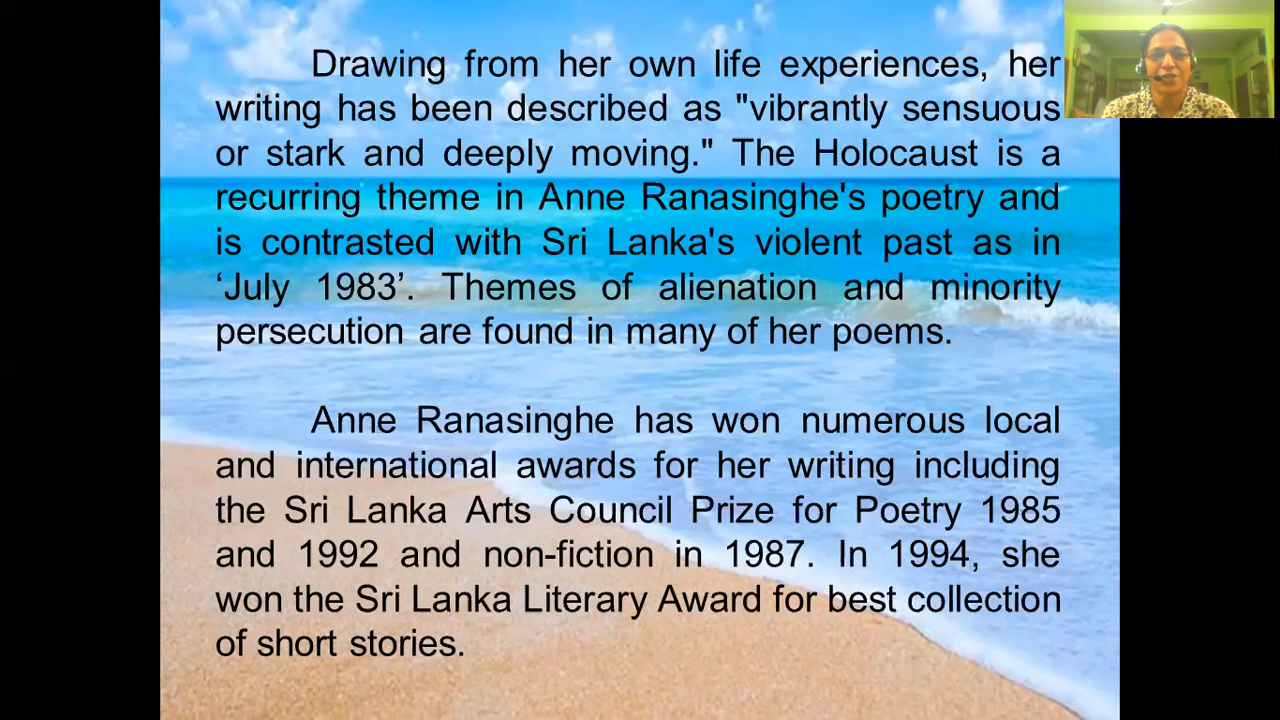 Drawing from her own life experiences, her
writing has been described as "vibrantly sensuous
or stark and deeply moving." The Holocaust is a
recurring theme in Anne Ranasinghe's poetry and
is contrasted with Sri Lanka's violent past as in
‘July 1983’. Themes of alienation and minority
persecution are found in many of her poems.
Anne Ranasinghe has won numerous local
and international awards for her writing including
the Sri Lanka Arts Council Prize for Poetry 1985
and 1992 and non-fiction in 1987. In 1994, she
won the Sri Lanka Literary Award for best collection
of short stories.